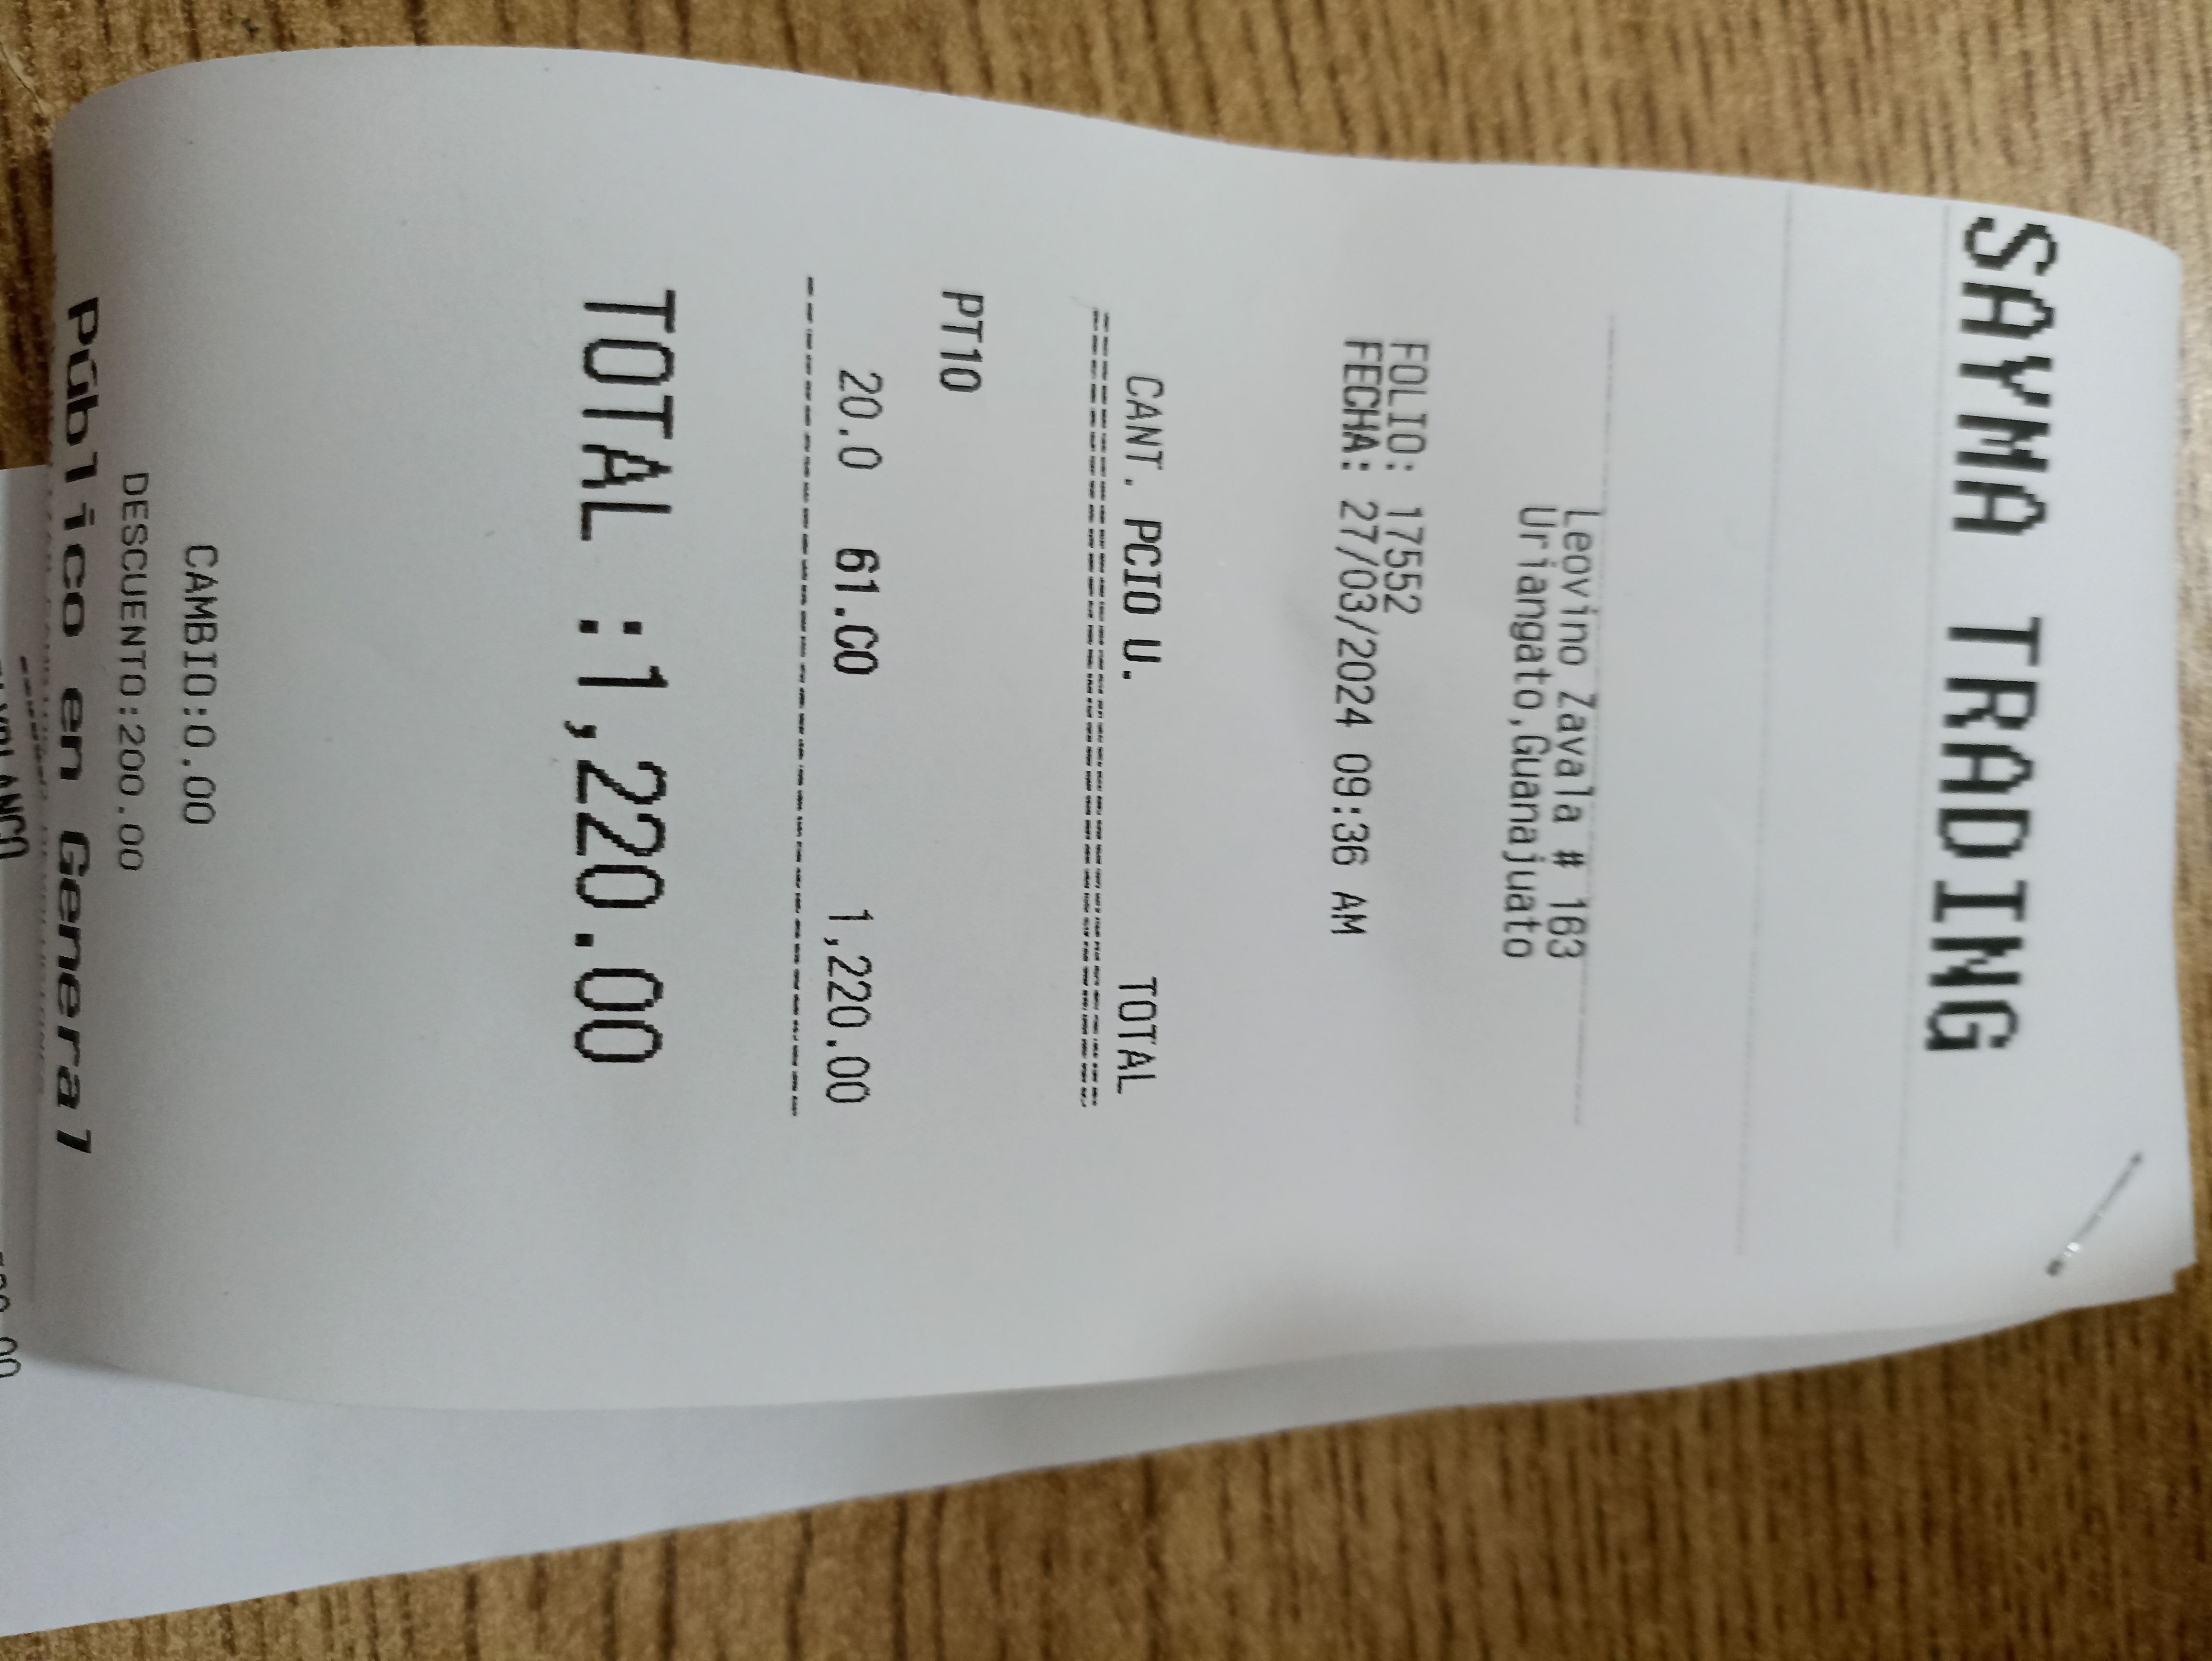 SAYMA TRADING
Leovino Zavala # 163
Uriangato,Guanajuato
FOLIO: 17552
FECHA: 27/03/2024 09:36 AM
CANT. PCIO U. TOTAL
PT10
20.0 61.00 1,220.00
TOTAL :1,220.00
CAMBIO:0.00
DESCUENTO:200.00
Público en General